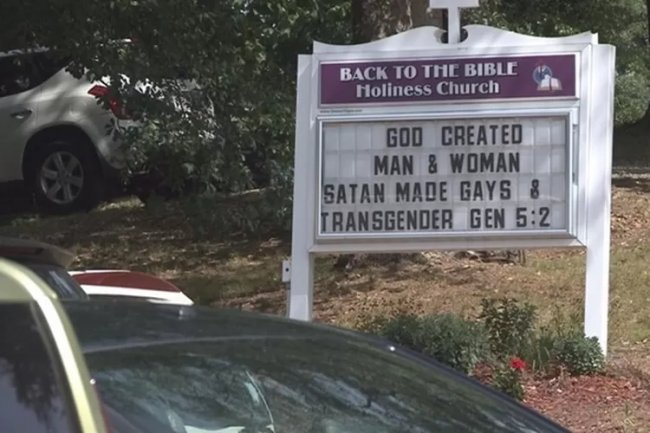 BACK TO THE BIBLE
Holiness Church
GOD CREATED
MAN & WOMAN
SATAN MADE GAYS &
TRANSGENDER GEN 5:2